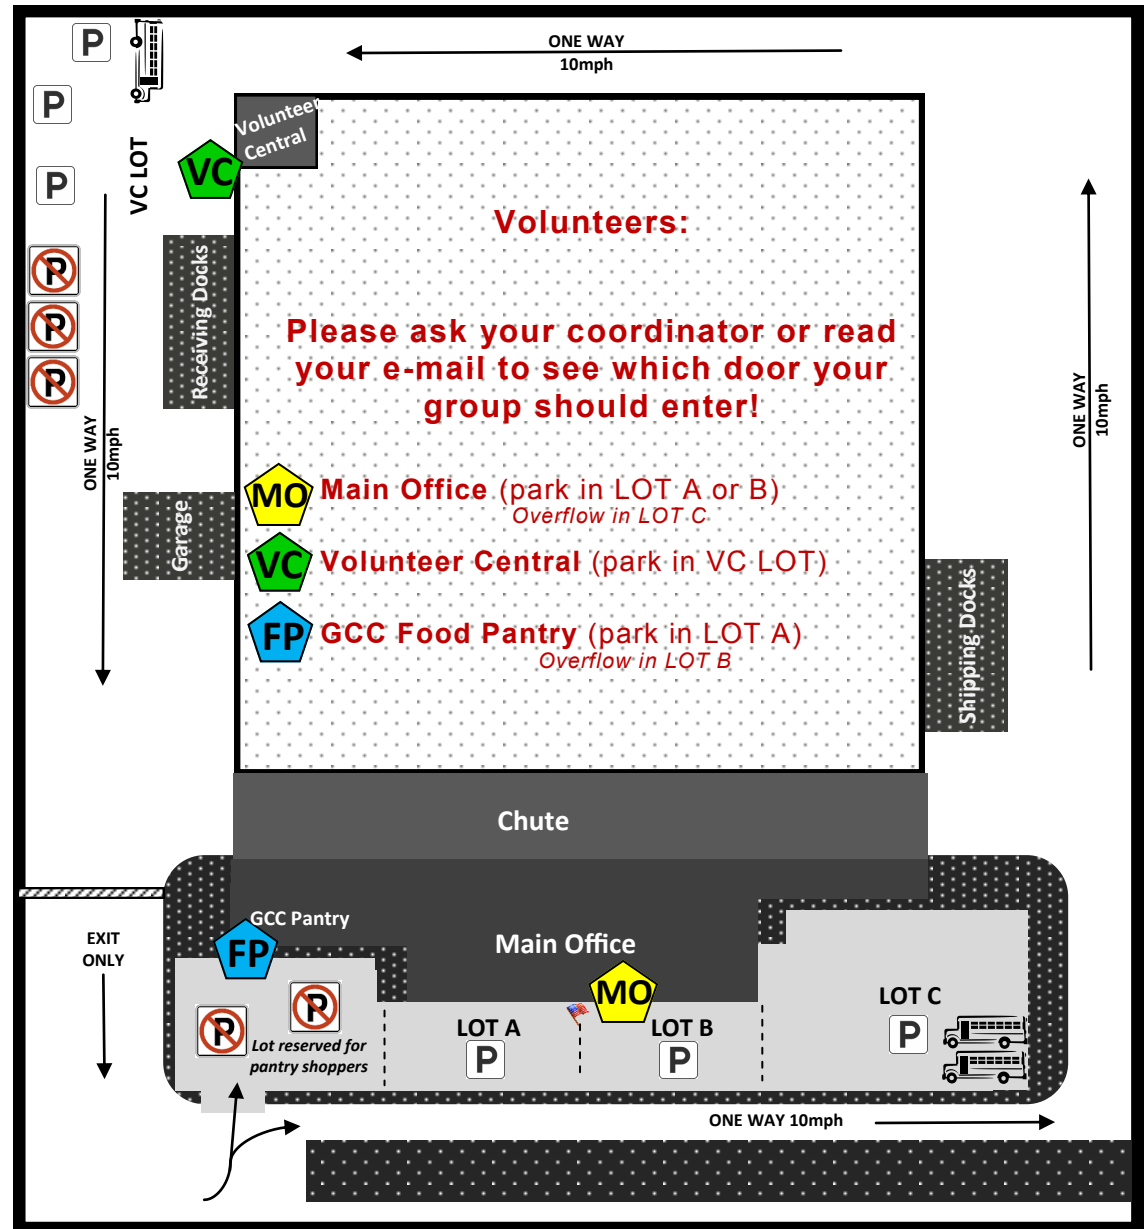 P
ONE WAY
10mph
P
Volunteer
Central
VC LOT
VC
P
Volunteers:
P
P
P
Receiving Docks
Please ask your coordinator or read
your e-mail to see which door your
group should enter!
ONE WAY
10mph
ONE WAY
10mph
MO Main Office (park in LOT A or B)
Overflow in LOT C
Garage
VC Volunteer Central (park in VC LOT)
FP GCC Food Pantry (park in LOT A)
Overflow in LOT B
Shipping Docks
Chute
GCC Pantry
FP
EXIT
ONLY
Main Office
MO
P
P
Lot reserved for
pantry shoppers
LOT A
P
LOT B
P
LOT C
P
ONE WAY 10mph